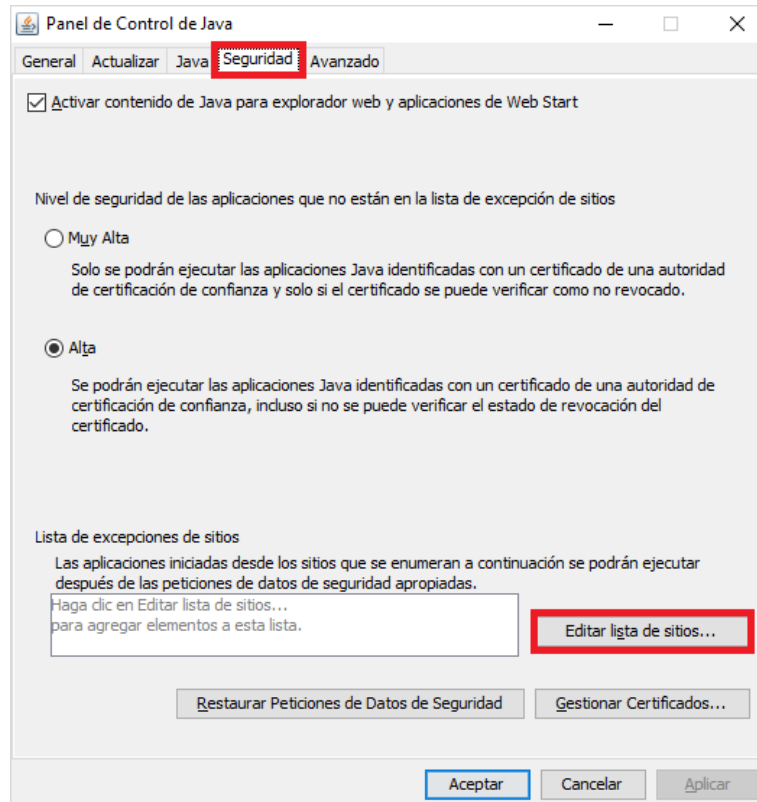 Panel de Control de Java
General Actualizar Java Seguridad Avanzado
Activar contenido de Java para explorador web y aplicaciones de Web Start
Nivel de seguridad de las aplicaciones que no están en la lista de excepción de sitios
Muy Alta
Solo se podrán ejecutar las aplicaciones Java identificadas con un certificado de una autoridad
de certificación de confianza y solo si el certificado se puede verificar como no revocado.
Alta
Se podrán ejecutar las aplicaciones Java identificadas con un certificado de una autoridad de
certificación de confianza, incluso si no se puede verificar el estado de revocación del
certificado.
Lista de excepciones de sitios
Las aplicaciones iniciadas desde los sitios que se enumeran a continuación se podrán ejecutar
después de las peticiones de datos de seguridad apropiadas.
Haga clic en Editar lista de sitios...
para agregar elementos a esta lista.
Editar lista de sitios...
Restaurar Peticiones de Datos de Seguridad Gestionar Certificados...
Aceptar Cancelar Aplicar